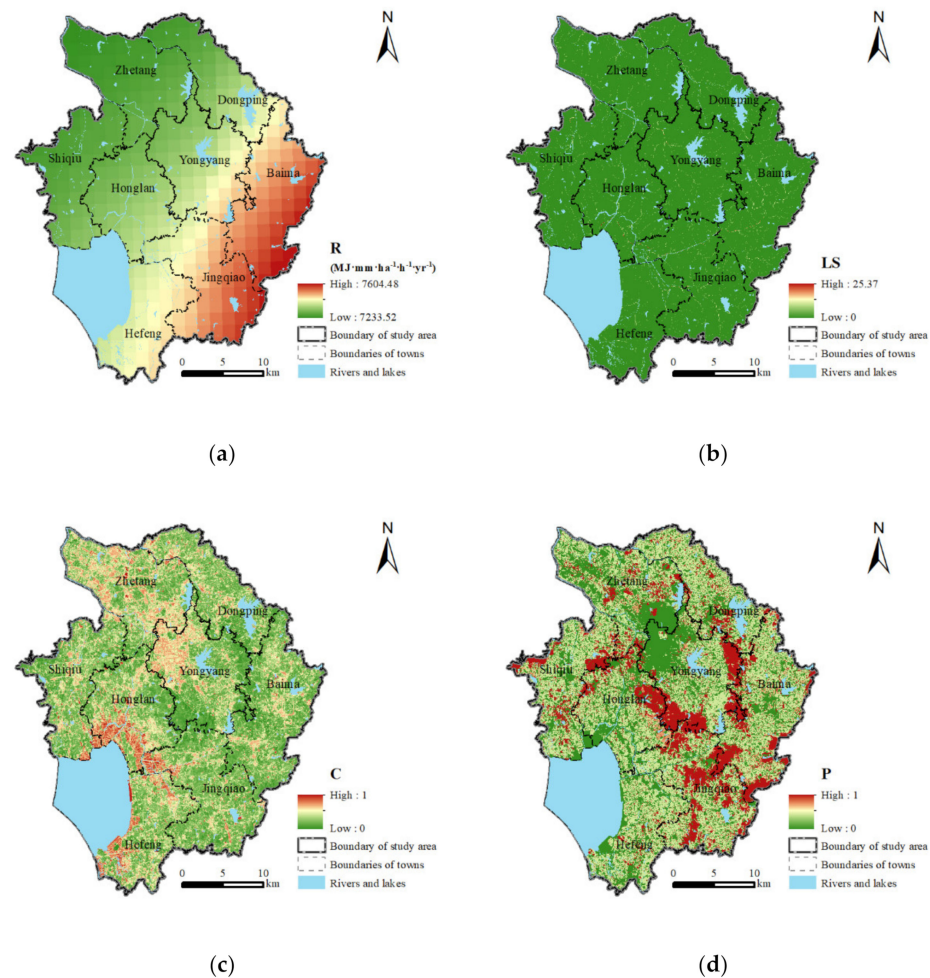 N
Zhetang
Dongping
Shiqiu
Yongyang
Baima
Honglan
Jingqiao
Hefeng
R
(MJ·mm·ha⁻¹·h⁻¹·yr⁻¹)
High : 7604.48
Low : 7233.52
Boundary of study area
Boundaries of towns
Rivers and lakes
0 5 10
km
(a)
N
Zhetang
Dongping
Shiqiu
Yongyang
Baima
Honglan
Jingqiao
Hefeng
LS
High : 25.37
Low : 0
Boundary of study area
Boundaries of towns
Rivers and lakes
0 5 10
km
(b)
N
Zhetang
Dongping
Shiqiu
Yongyang
Baima
Honglan
Jingqiao
Hefeng
C
High : 1
Low : 0
Boundary of study area
Boundaries of towns
Rivers and lakes
0 5 10
km
(c)
N
Zhetang
Dongping
Shiqiu
Yongyang
Baima
Honglan
Jingqiao
Hefeng
P
High : 1
Low : 0
Boundary of study area
Boundaries of towns
Rivers and lakes
0 5 10
km
(d)